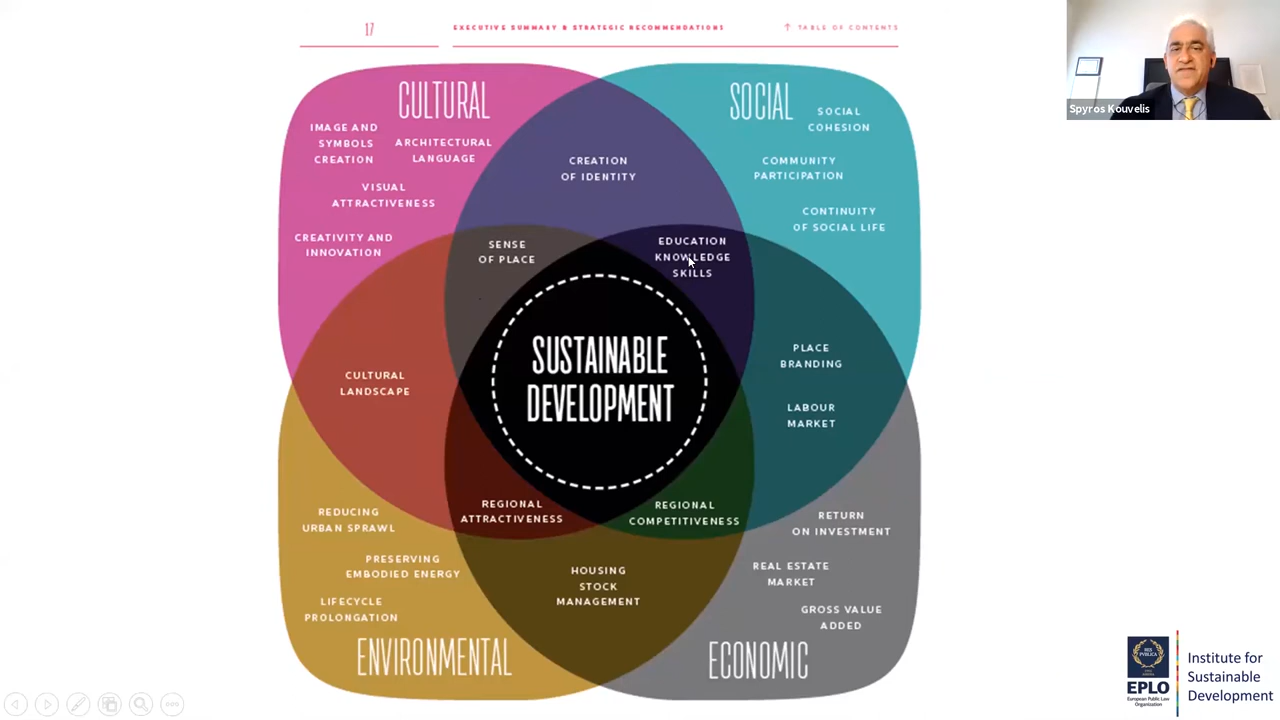 17
EXECUTIVE SUMMARY & STRATEGIC RECOMMENDATIONS
↑ TABLE OF CONTENTS
Spyros Kouvelis
CULTURAL
IMAGE AND
SYMBOLS
CREATION
ARCHITECTURAL
LANGUAGE
VISUAL
ATTRACTIVENESS
CREATIVITY AND
INNOVATION
CREATION
OF IDENTITY
SOCIAL
SOCIAL
COHESION
COMMUNITY
PARTICIPATION
CONTINUITY
OF SOCIAL LIFE
SENSE
OF PLACE
EDUCATION
KNOWLEDGE
SKILLS
SUSTAINABLE
DEVELOPMENT
CULTURAL
LANDSCAPE
PLACE
BRANDING
LABOUR
MARKET
REGIONAL
ATTRACTIVENESS
REGIONAL
COMPETITIVENESS
REDUCING
URBAN SPRAWL
PRESERVING
EMBODIED ENERGY
LIFECYCLE
PROLONGATION
ENVIRONMENTAL
HOUSING
STOCK
MANAGEMENT
RETURN
ON INVESTMENT
REAL ESTATE
MARKET
GROSS VALUE
ADDED
ECONOMIC
EPLO
European Public Law
Organization
Institute for
Sustainable
Development